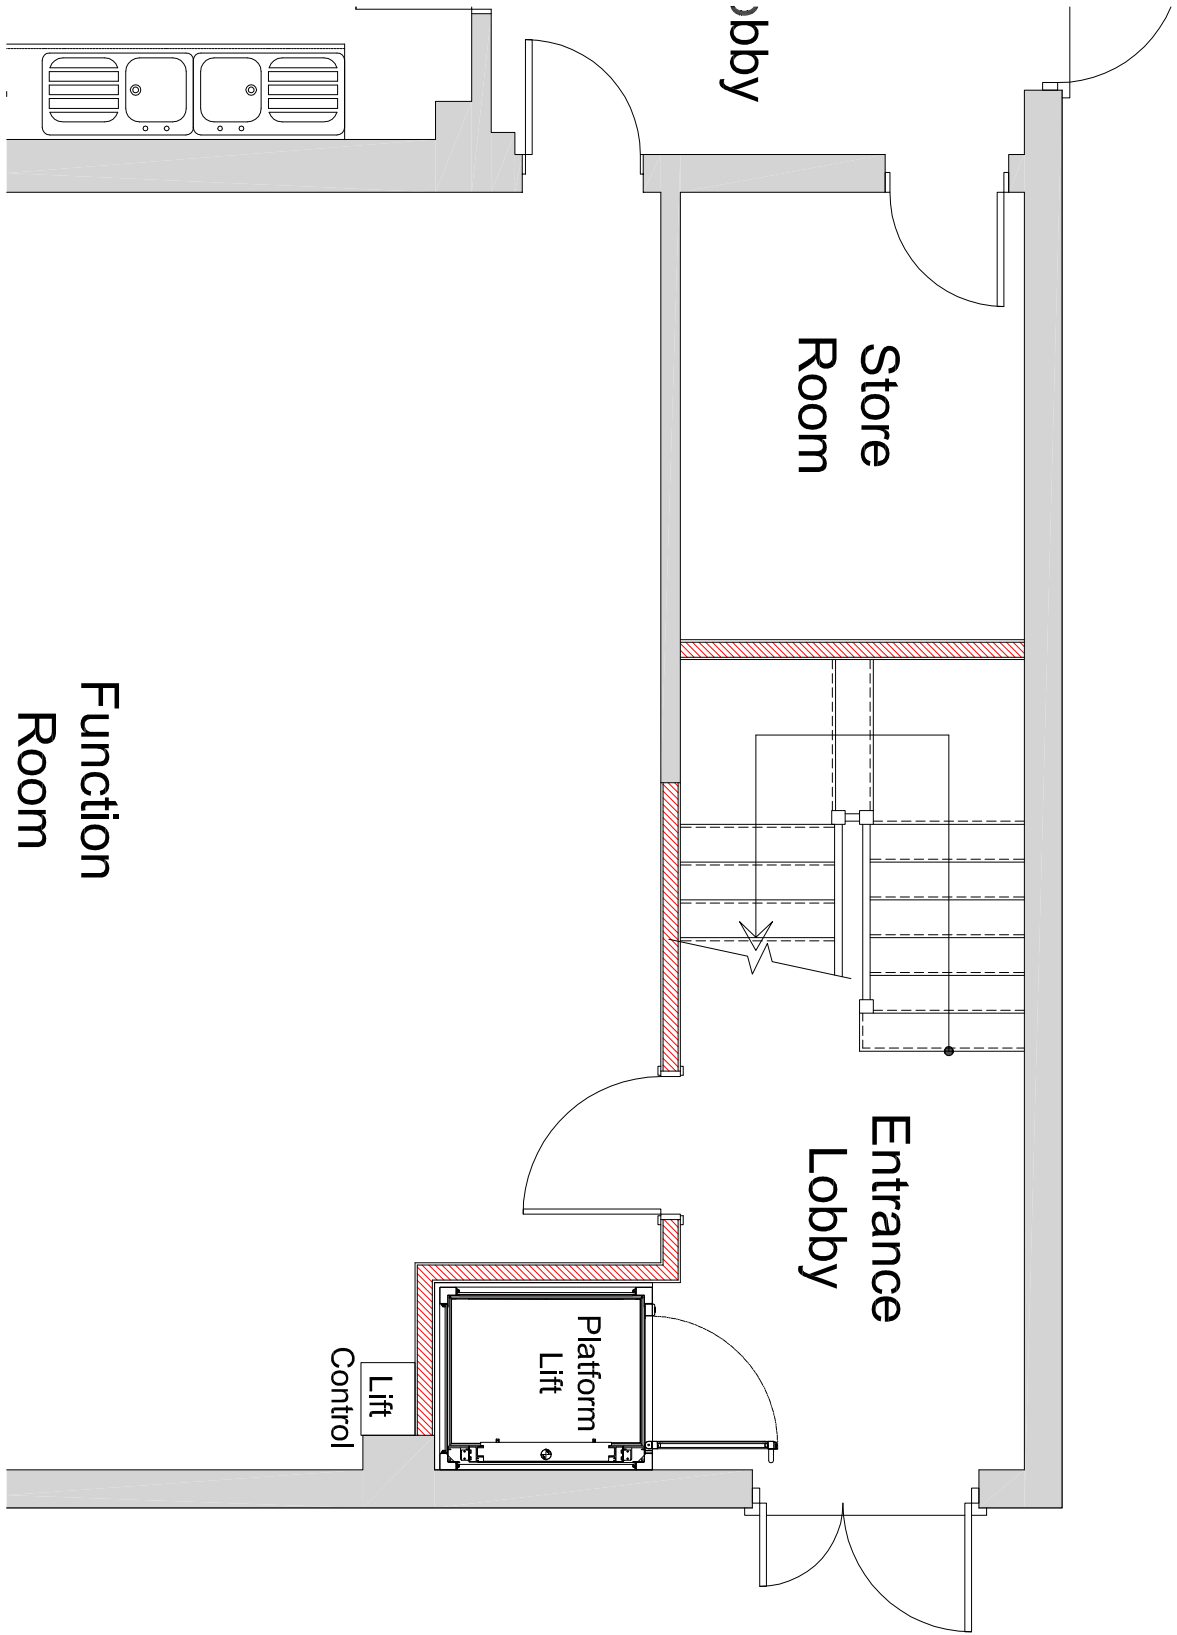 obby
Store
Room
Function
Room
Entrance
Lobby
Platform
Lift
Lift
Control